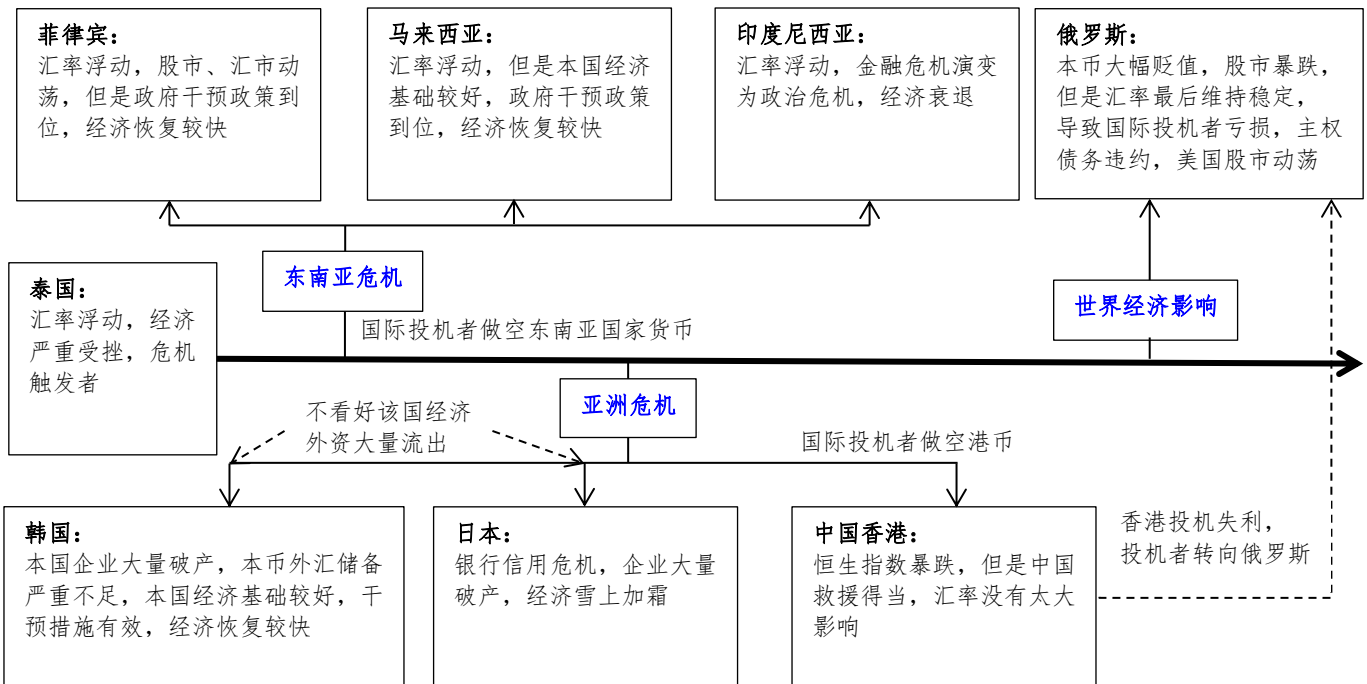 菲律宾：
汇率浮动，股市、汇市动
荡，但是政府干预政策到
位，经济恢复较快
马来西亚：
汇率浮动，但是本国经济
基础较好，政府干预政策
到位，经济恢复较快
印度尼西亚：
汇率浮动，金融危机演变
为政治危机，经济衰退
俄罗斯：
本币大幅贬值，股市暴跌，
但是汇率最后维持稳定，
导致国际投机者亏损，主权
债务违约，美国股市动荡
东南亚危机
世界经济影响
泰国：
汇率浮动，经济
严重受挫，危机
触发者
国际投机者做空东南亚国家货币
亚洲危机
不看好该国经济
外资大量流出
国际投机者做空港币
韩国：
本国企业大量破产，本币外汇储备
严重不足，本国经济基础较好，干
预措施有效，经济恢复较快
日本：
银行信用危机，企业大量
破产，经济雪上加霜
中国香港：
恒生指数暴跌，但是中国
救援得当，汇率没有太大
影响
香港投机失利，
投机者转向俄罗斯